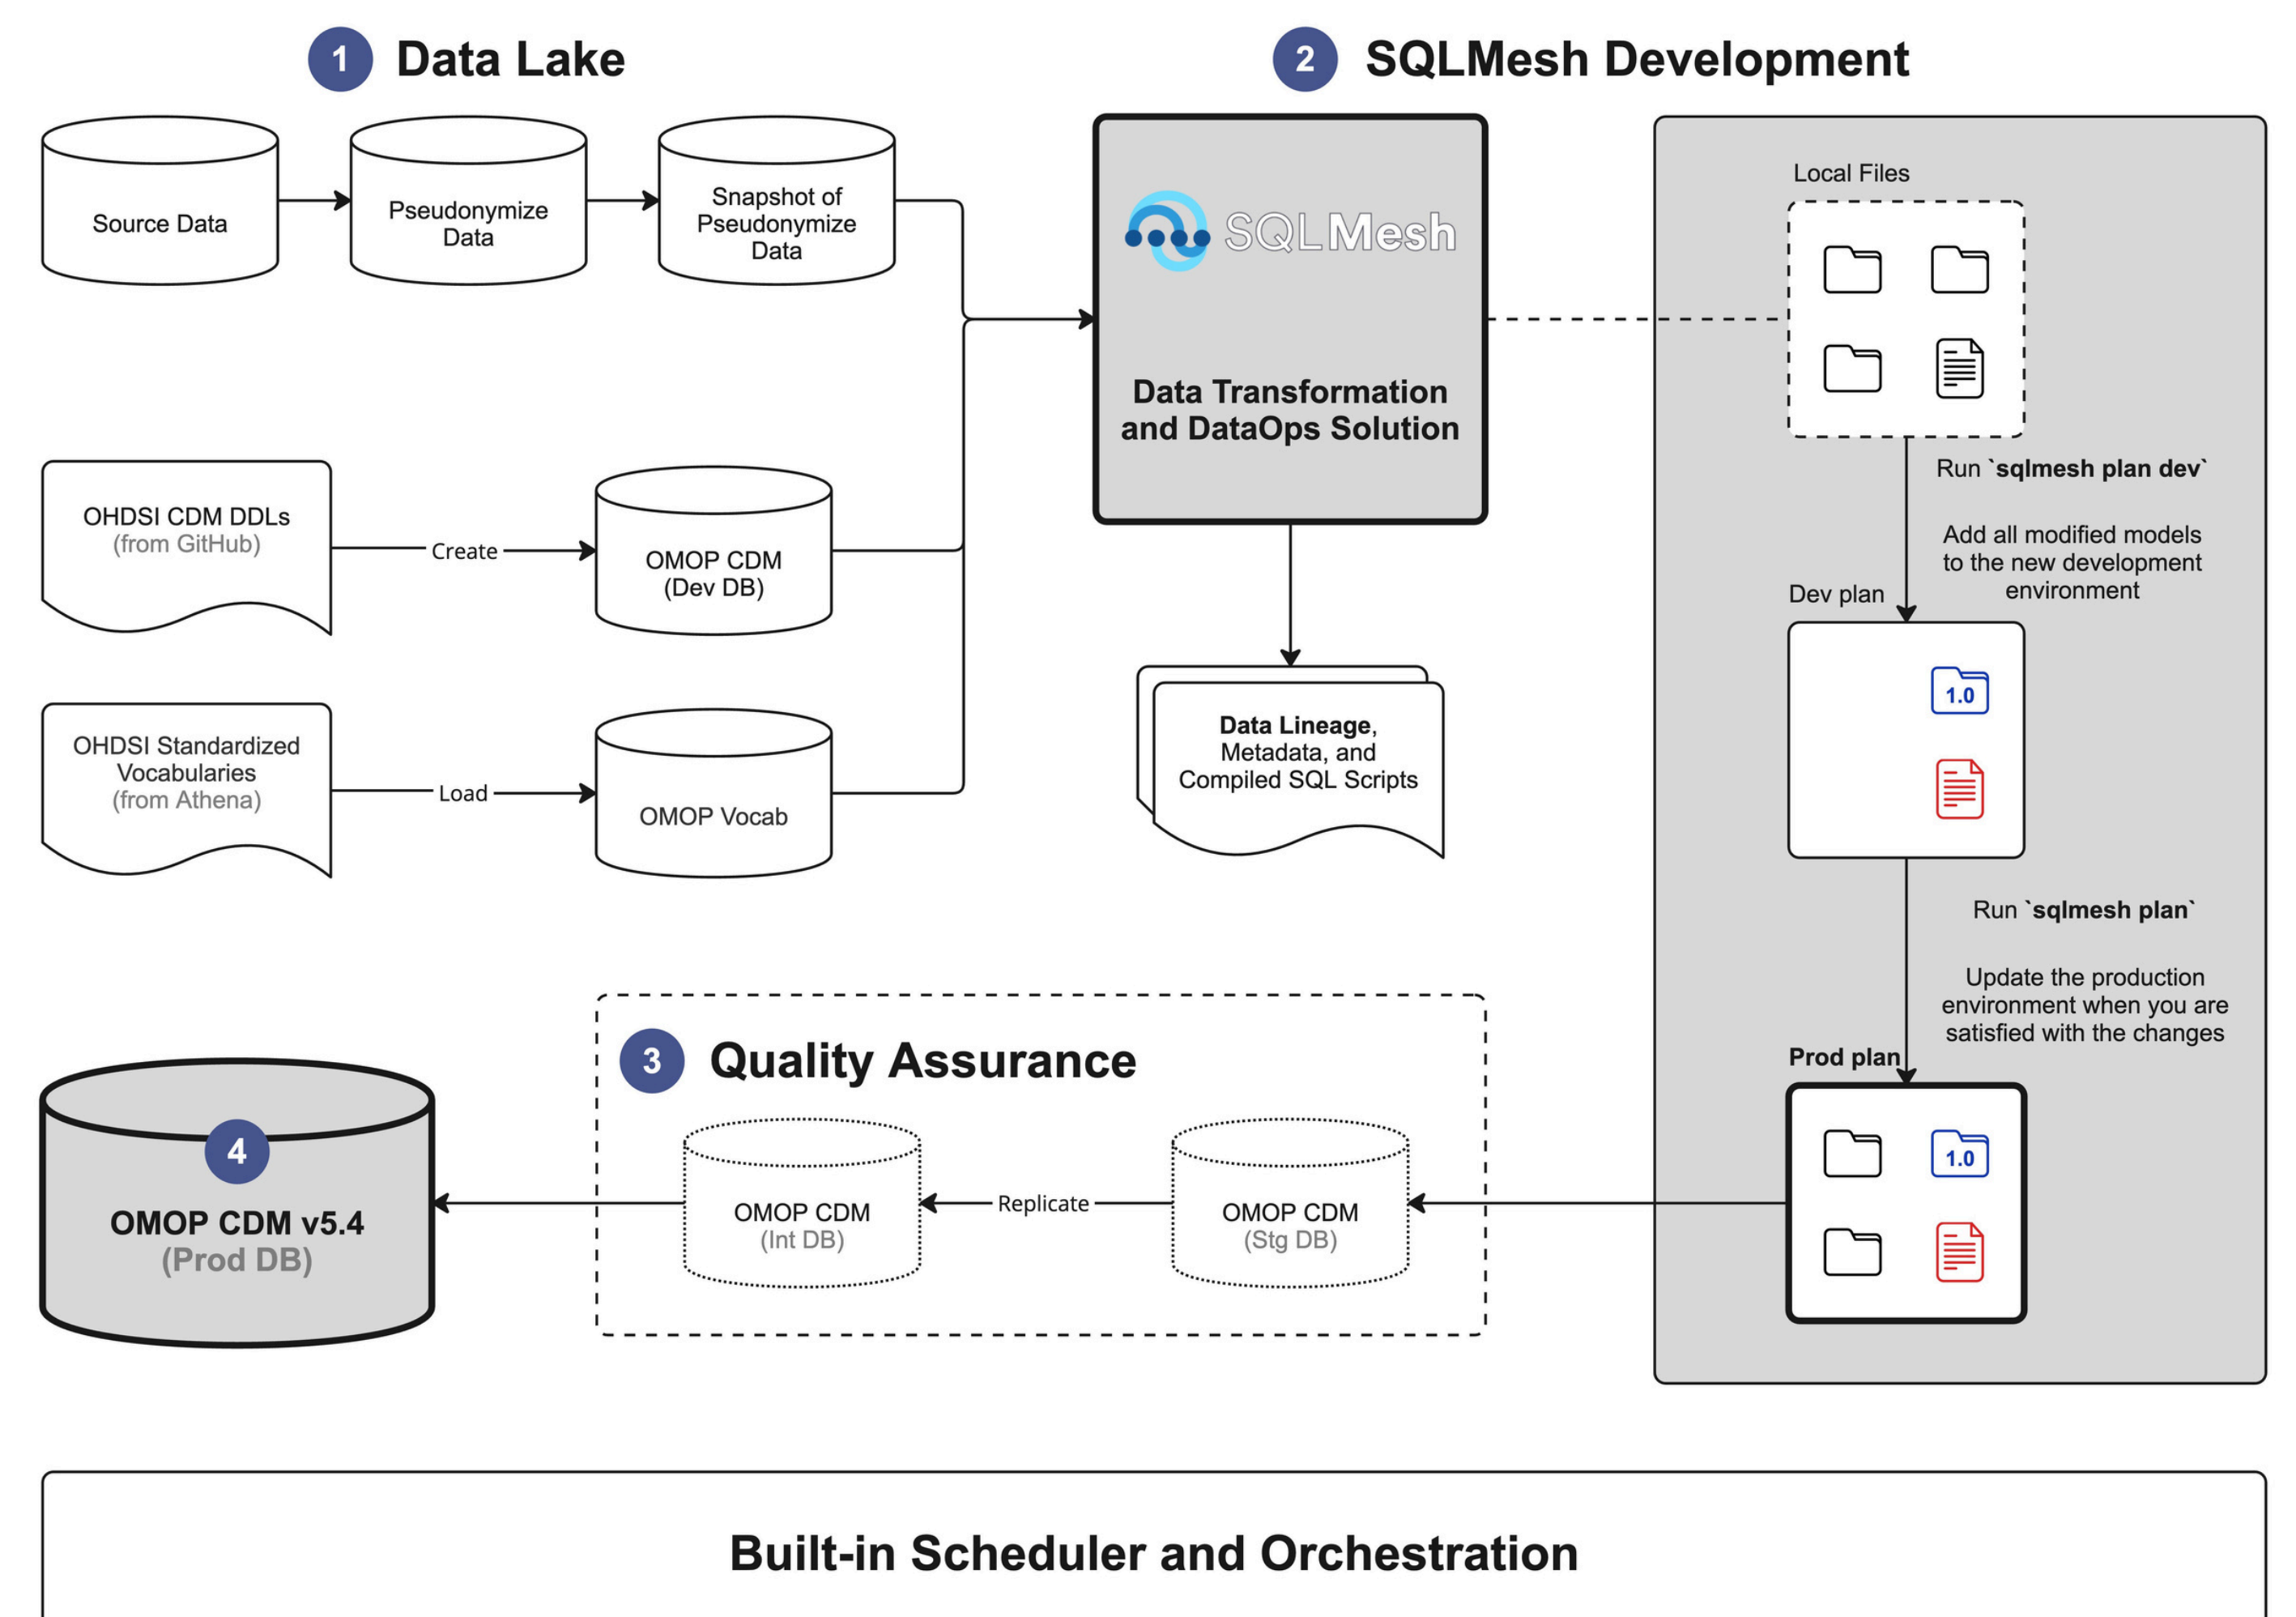 1 Data Lake
Source Data
Pseudonymize
Data
Snapshot of
Pseudonymize
Data
OHDSI CDM DDLs
(from GitHub)
Create
OMOP CDM
(Dev DB)
OHDSI Standardized
Vocabularies
(from Athena)
Load
OMOP Vocab
2 SQLMesh Development
SQLMesh
Data Transformation
and DataOps Solution
Data Lineage,
Metadata, and
Compiled SQL Scripts
Local Files
Run `sqlmesh plan dev`
Add all modified models
to the new development
environment
Dev plan
1.0
Run `sqlmesh plan`
Update the production
environment when you are
satisfied with the changes
Prod plan
1.0
3 Quality Assurance
OMOP CDM
(Stg DB)
Replicate
OMOP CDM
(Int DB)
4
OMOP CDM v5.4
(Prod DB)
Built-in Scheduler and Orchestration